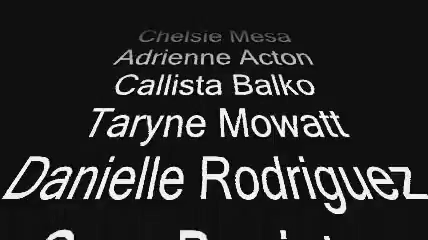 Chelsie Mesa
Adrienne Acton
Callista Balko
Taryne Mowatt
Danielle Rodriguez